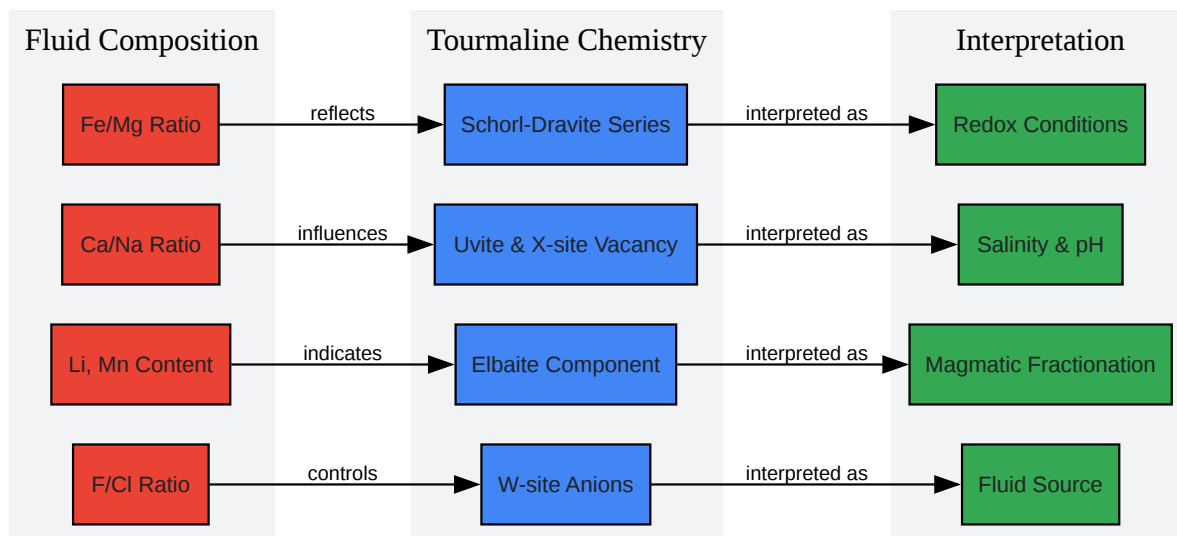 Fluid Composition
Tourmaline Chemistry
Interpretation
Fe/Mg Ratio
reflects
Schorl-Dravite Series
interpreted as
Redox Conditions
Ca/Na Ratio
influences
Uvite & X-site Vacancy
interpreted as
Salinity & pH
Li, Mn Content
indicates
Elbaite Component
interpreted as
Magmatic Fractionation
F/Cl Ratio
controls
W-site Anions
interpreted as
Fluid Source